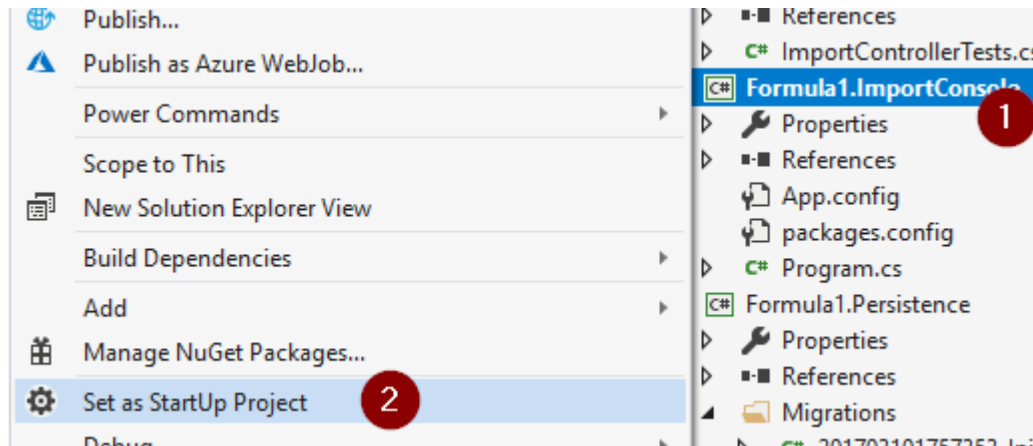 Publish...
Publish as Azure WebJob...
Power Commands
Scope to This
New Solution Explorer View
Build Dependencies
Add
Manage NuGet Packages...
Set as StartUp Project
2
Debug
References
C# ImportControllerTests.cs
C# Formula1.ImportConsole
1
Properties
References
App.config
packages.config
C# Program.cs
C# Formula1.Persistence
Properties
References
Migrations
C#